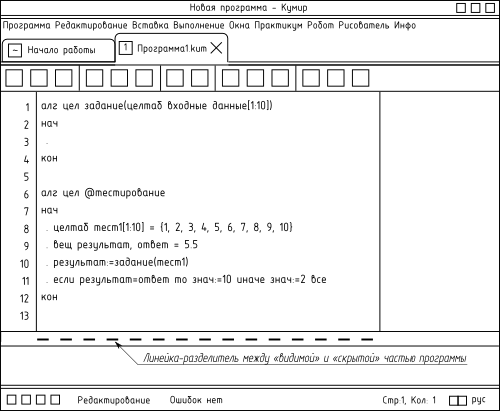 Новая программа - Кумир
Программа Редактирование Вставка Выполнение Окна Практикум Робот Рисователь Инфо
~ Начало работы
1 Программа1.kum
1 алг цел задание(целтаб входные данные[1:10])
2 нач
3 .
4 кон
5
6 алг цел @тестирование
7 нач
8 . целтаб тест1[1:10] = {1, 2, 3, 4, 5, 6, 7, 8, 9, 10}
9 . вещ результат, ответ = 5.5
10 . результат:=задание(тест1)
11 . если результат=ответ то знач:=10 иначе знач:=2 все
12 кон
13
Линейка-разделитель между «видимой» и «скрытой» частью программы
Редактирование Ошибок нет Стр:1, Кол: 1 рус